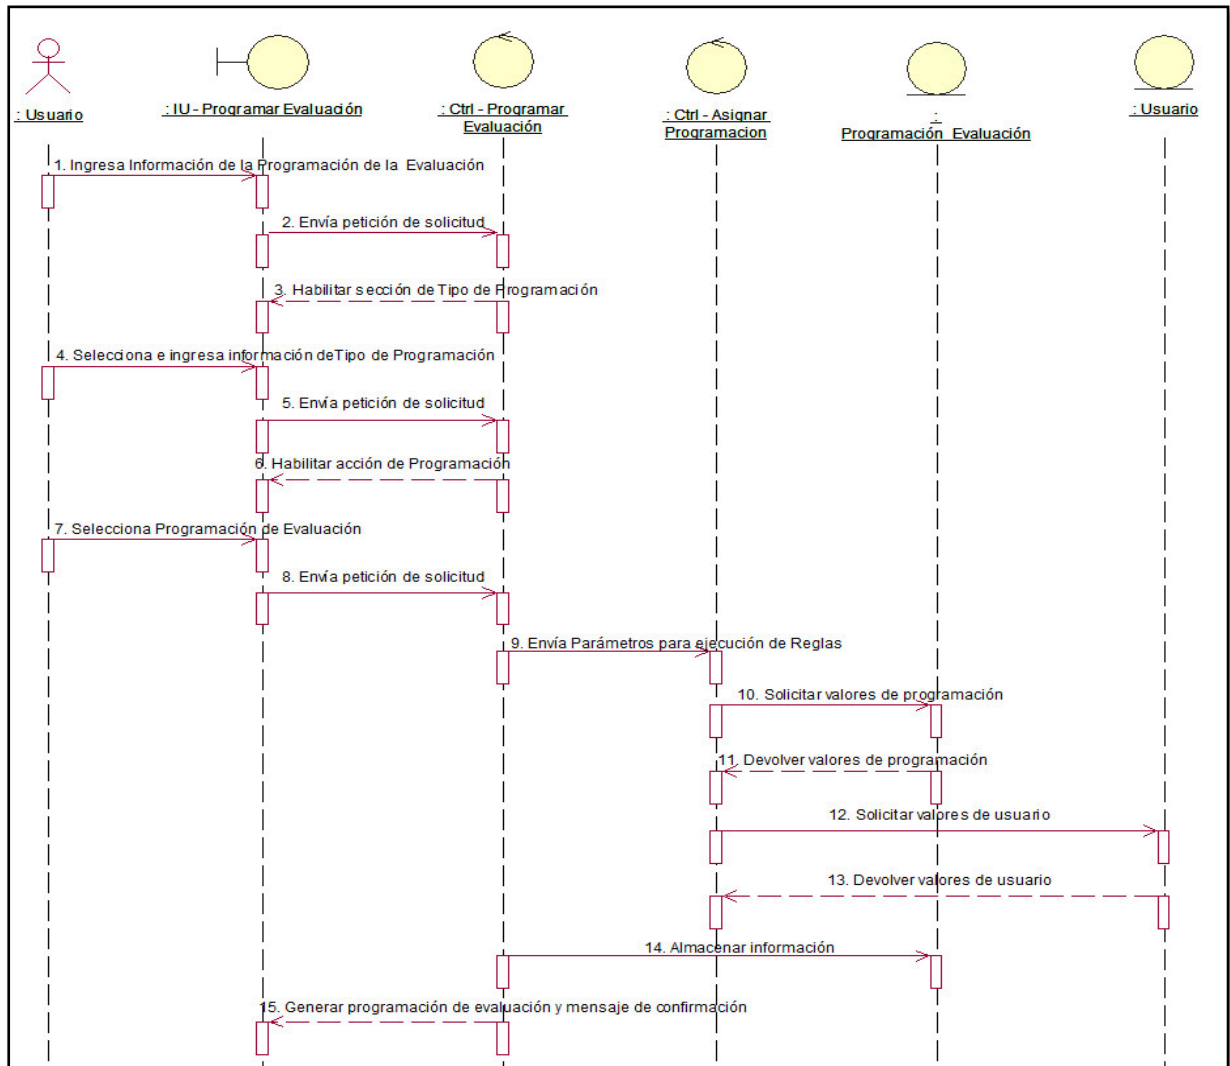 : Usuario
: IU - Programar Evaluación
: Ctrl - Programar
Evaluación
: Ctrl - Asignar
Programacion
:
Programación_Evaluación
: Usuario
1. Ingresa Información de la Programación de la Evaluación
2. Envía petición de solicitud
3. Habilitar sección de Tipo de Programación
4. Selecciona e ingresa información deTipo de Programación
5. Envía petición de solicitud
6. Habilitar acción de Programación
7. Selecciona Programación de Evaluación
8. Envía petición de solicitud
9. Envía Parámetros para ejecución de Reglas
10. Solicitar valores de programación
11. Devolver valores de programación
12. Solicitar valores de usuario
13. Devolver valores de usuario
14. Almacenar información
15. Generar programación de evaluación y mensaje de confirmación